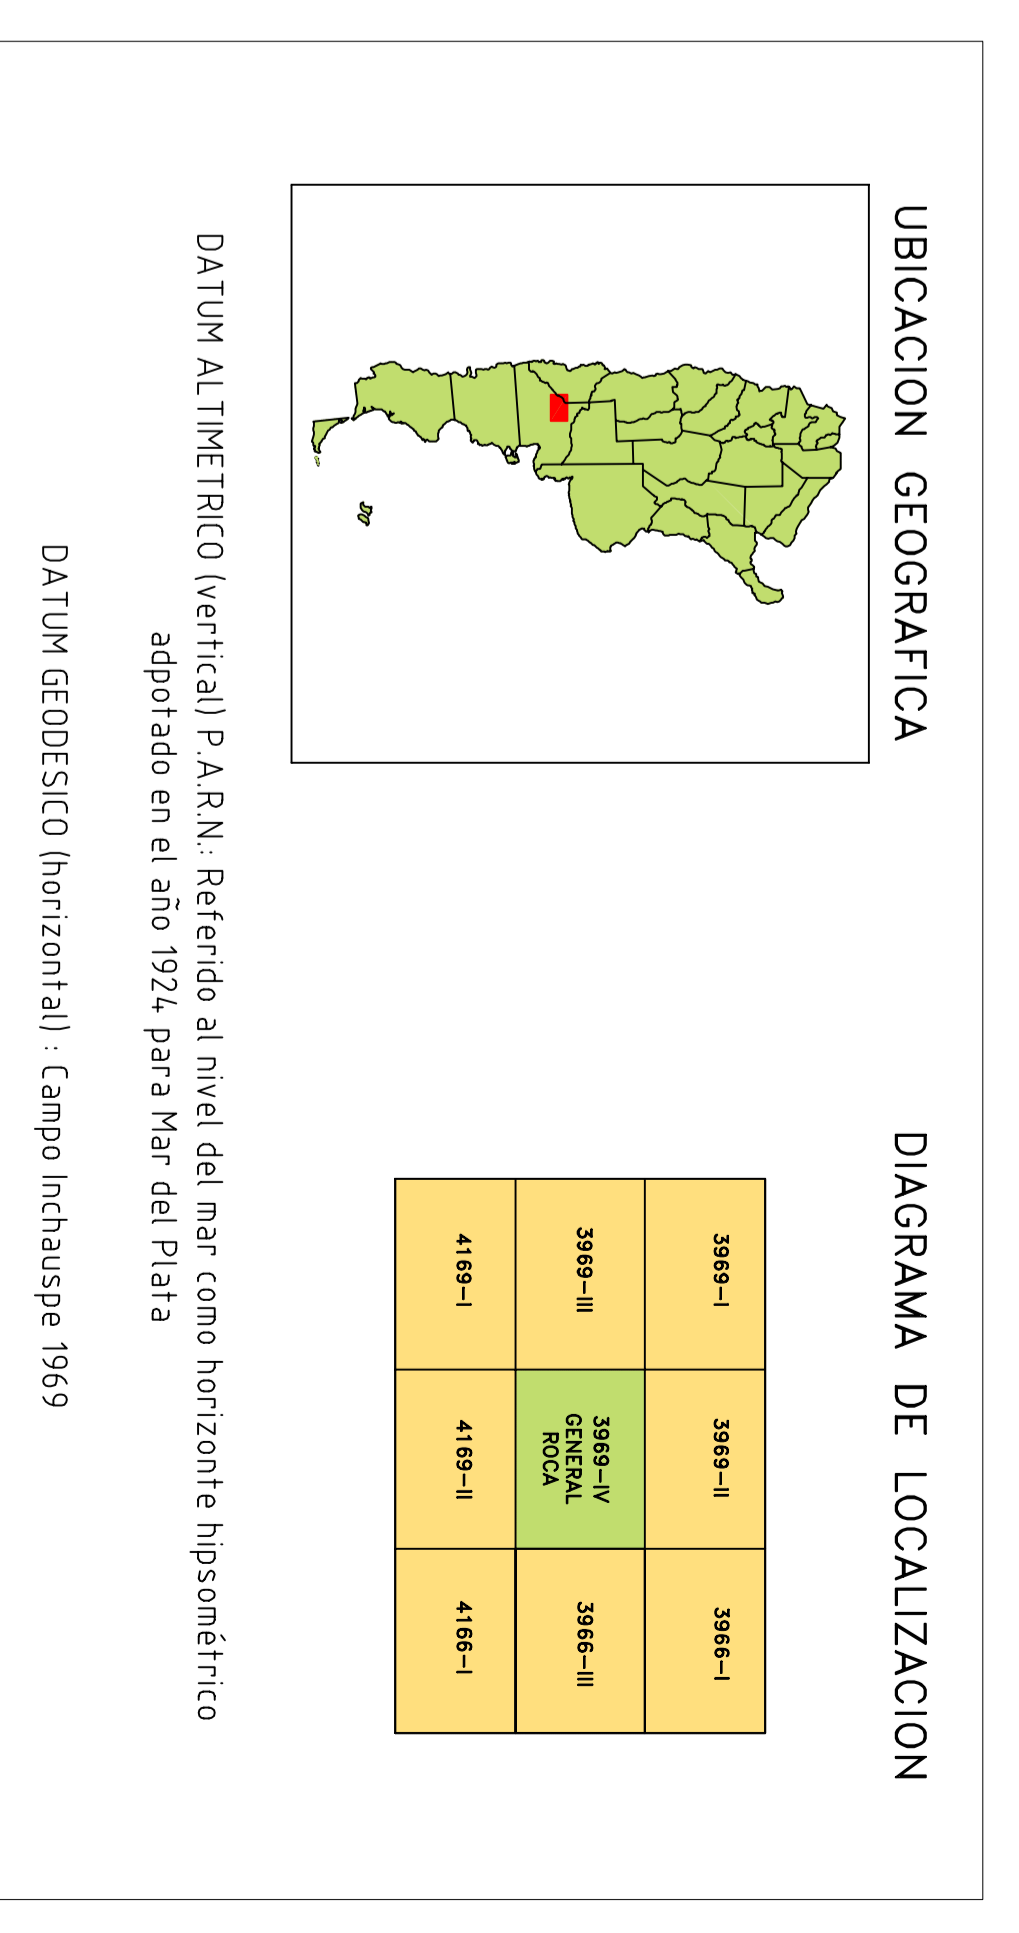 UBICACION GEOGRAFICA
DIAGRAMA DE LOCALIZACION
3969-I
3969-II
3966-I
3969-III
3969-IV
GENERAL
ROCA
3966-III
4169-I
4169-II
4166-I
DATUM ALTIMETRICO (vertical) P.A.R.N.: Referido al nivel del mar como horizonte hipsométrico
adpotado en el año 1924 para Mar del Plata
DATUM GEODESICO (horizontal) : Campo Inchauspe 1969